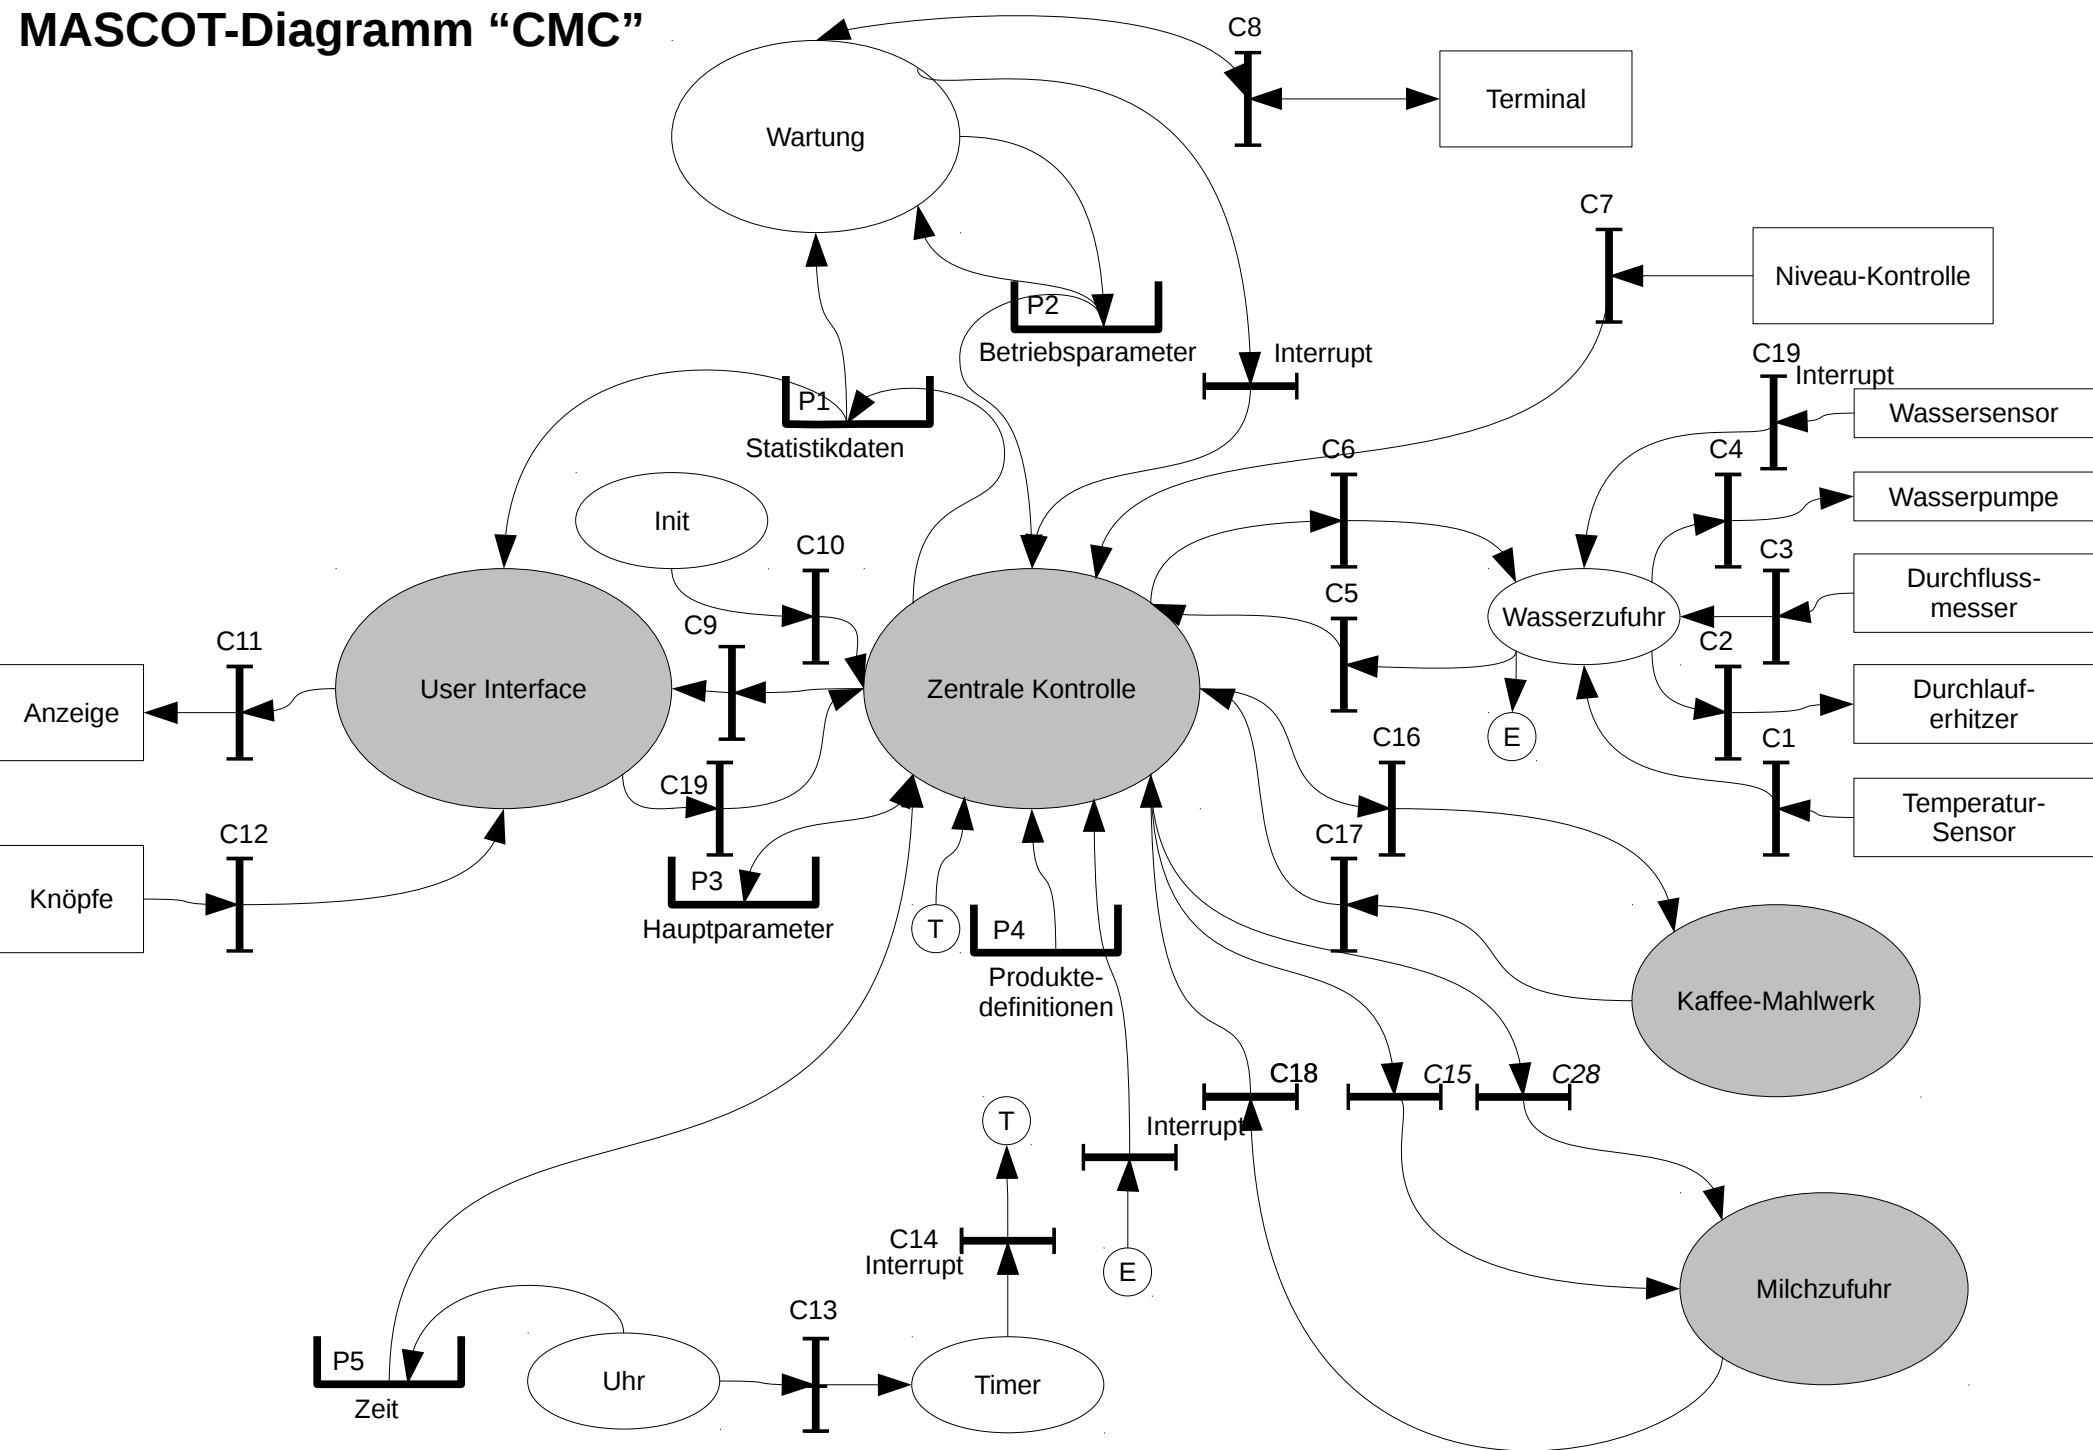 MASCOT-Diagramm “CMC”
C8
Terminal
Wartung
C7
Niveau-Kontrolle
P2
Betriebsparameter
Interrupt
C19
Interrupt
Wassersensor
P1
Statistikdaten
C6
C4
Wasserpumpe
Init
C10
C3
Durchfluss-
messer
C5
Wasserzufuhr
C9
C11
C2
User Interface
Zentrale Kontrolle
Anzeige
Durchlauf-
erhitzer
E
C16
C1
C19
Temperatur-
Sensor
C12
C17
P3
Knöpfe
Hauptparameter
T
P4
Produkte-
definitionen
Kaffee-Mahlwerk
C18
C15
C28
T
Interrupt
C14
Interrupt
E
Milchzufuhr
C13
P5
Uhr
Timer
Zeit